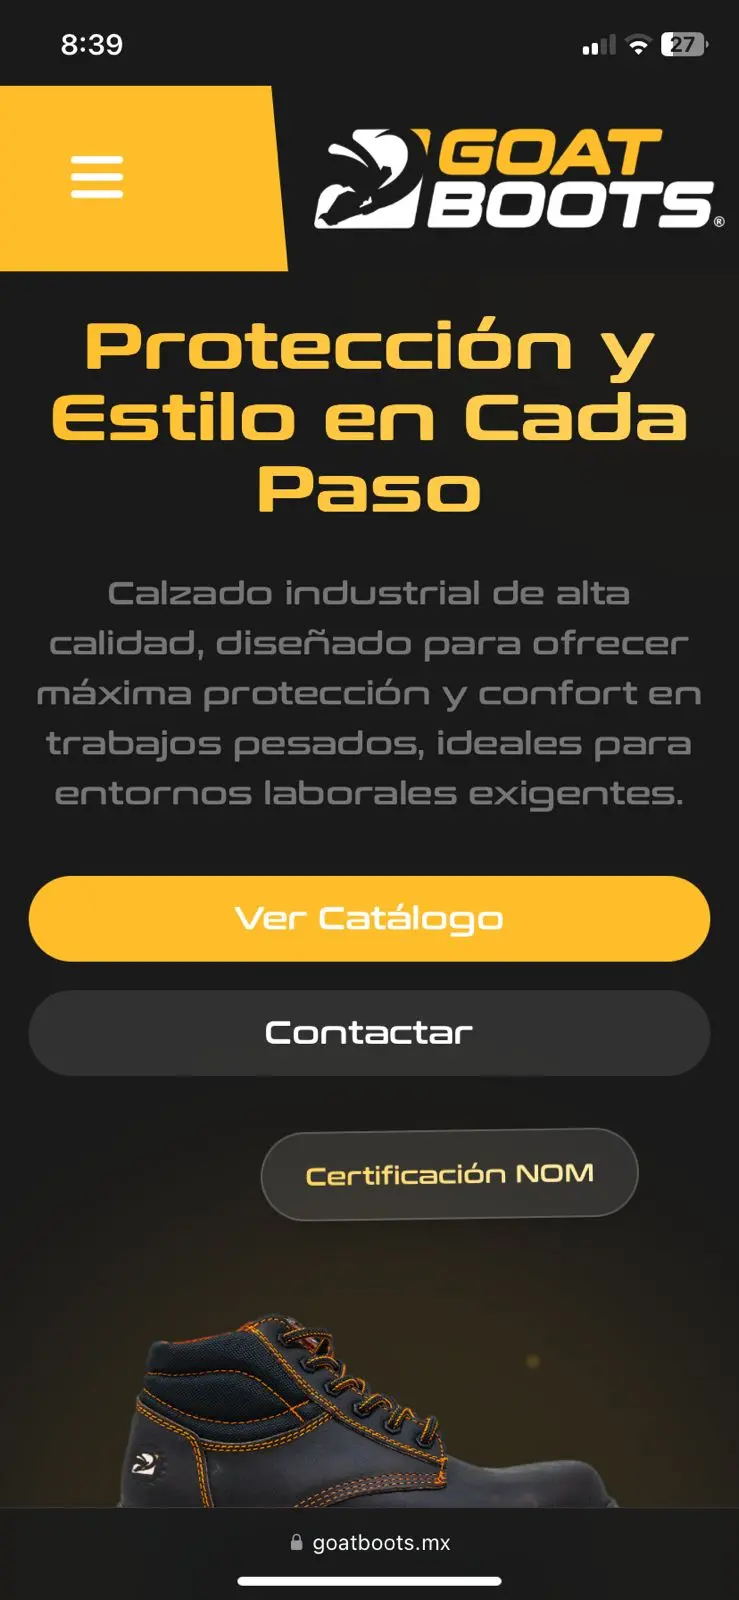 8:39
27
GOAT
BOOTS®
Protección y
Estilo en Cada
Paso
Calzado industrial de alta
calidad, diseñado para ofrecer
máxima protección y confort en
trabajos pesados, ideales para
entornos laborales exigentes.
Ver Catálogo
Contactar
Certificación NOM
goatboots.mx